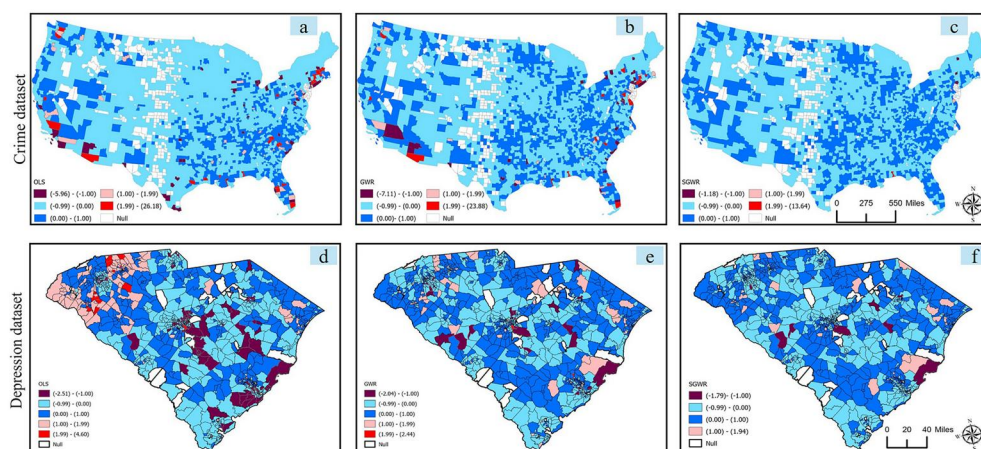 Crime dataset
a
OLS
(-5.96) - (-1.00)
(-0.99) - (0.00)
(0.00) - (1.00)
(1.00) - (1.99)
(1.99) - (26.18)
Null
b
GWR
(-7.11) - (-1.00)
(-0.99) - (0.00)
(0.00) - (1.00)
(1.00) - (1.99)
(1.99) - (23.88)
Null
c
SGWR
(-1.18) - (-1.00)
(-0.99) - (0.00)
(0.00) - (1.00)
(1.00) - (1.99)
(1.99) - (13.64)
Null
0 275 550 Miles
N
W
Depression dataset
d
OLS
(-2.51) - (-1.00)
(-0.99) - (0.00)
(0.00) - (1.00)
(1.00) - (1.99)
(1.99) - (4.60)
Null
e
GWR
(-2.04) - (-1.00)
(-0.99) - (0.00)
(0.00) - (1.00)
(1.00) - (1.99)
(1.99) - (2.44)
Null
f
SGWR
(-1.79) - (-1.00)
(-0.99) - (0.00)
(0.00) - (1.00)
(1.00) - (1.94)
Null
0 20 40 Miles
N